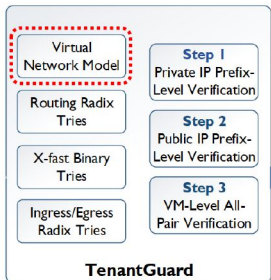 Virtual
Network Model
Routing Radix
Tries
X-fast Binary
Tries
Ingress/Egress
Radix Tries
Step 1
Private IP Prefix-
Level Verification
Step 2
Public IP Prefix-
Level Verification
Step 3
VM-Level All-
Pair Verification
TenantGuard